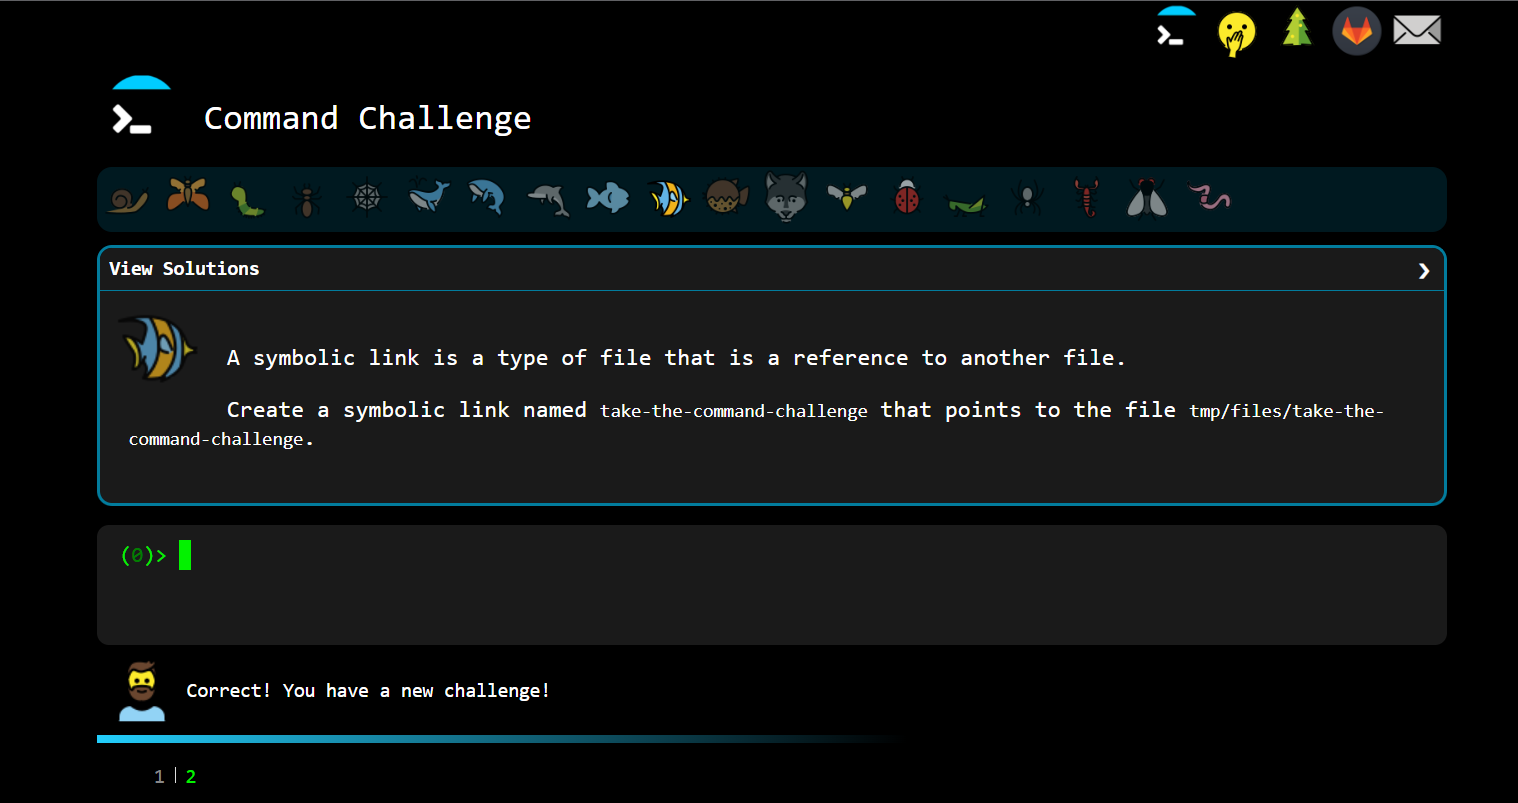 Command Challenge
View Solutions
A symbolic link is a type of file that is a reference to another file.
Create a symbolic link named take-the-command-challenge that points to the file tmp/files/take-the-
command-challenge.
(0)>
Correct! You have a new challenge!
1 | 2